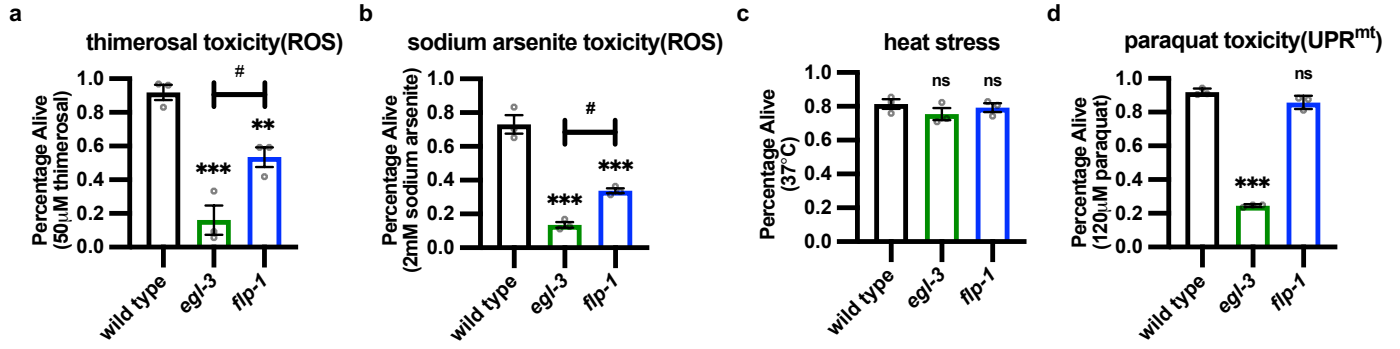 a
thimerosal toxicity(ROS)
Percentage Alive
(50µM thimerosal)
1.0
0.8
0.6
0.4
0.2
0.0
#
***
**
wild type
egl-3
flp-1
b
sodium arsenite toxicity(ROS)
Percentage Alive
(2mM sodium arsenite)
1.0
0.8
0.6
0.4
0.2
0.0
#
***
***
wild type
egl-3
flp-1
c
heat stress
Percentage Alive
(37°C)
1.0
0.8
0.6
0.4
0.2
0.0
ns
ns
wild type
egl-3
flp-1
d
paraquat toxicity(UPRᵐᵗ)
Percentage Alive
(120µM paraquat)
1.0
0.8
0.6
0.4
0.2
0.0
***
ns
wild type
egl-3
flp-1